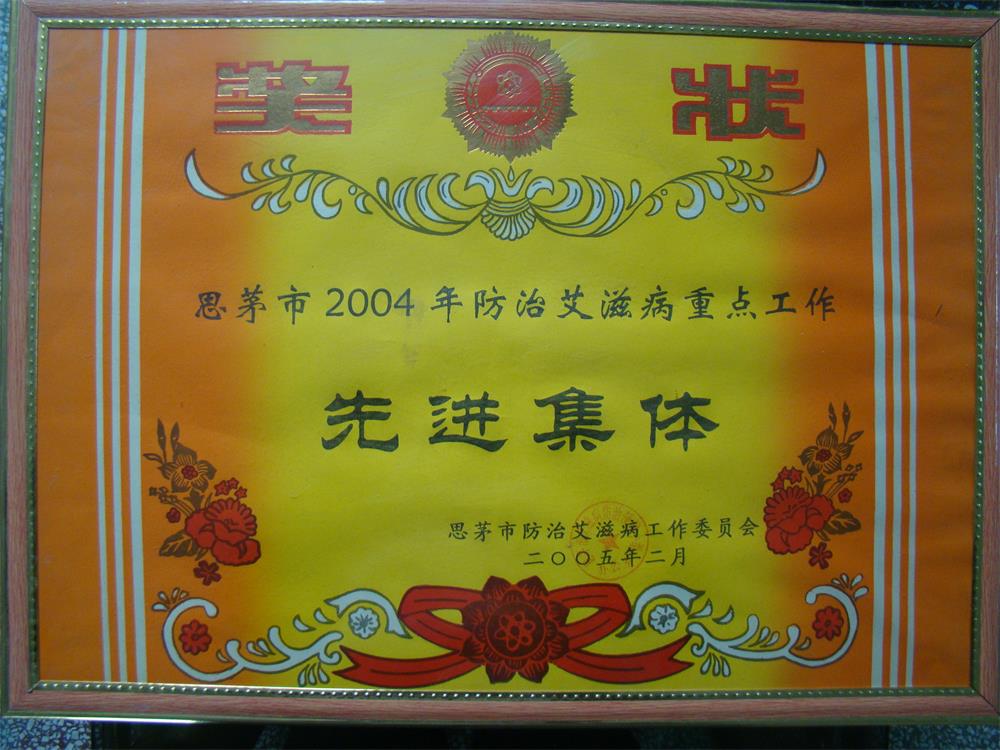 奖状
思茅市2004年防治艾滋病重点工作
先进集体
思茅市防治艾滋病工作委员会
二〇〇五年二月